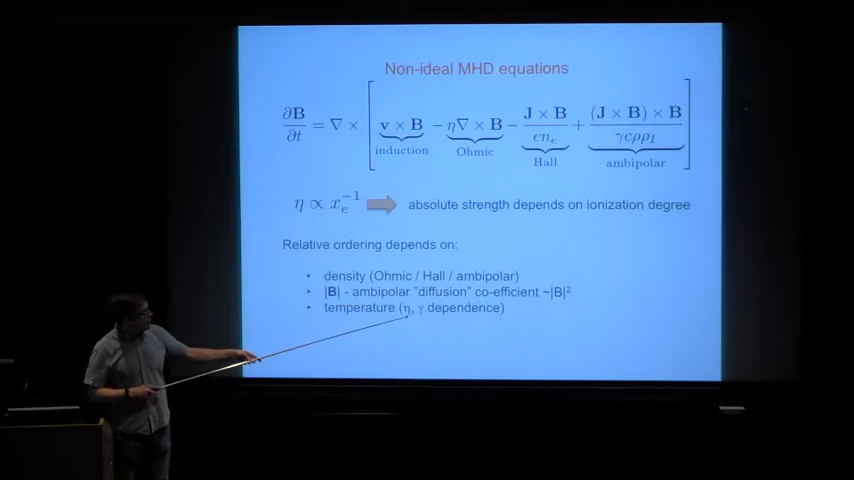 Non-ideal MHD equations
∂B/∂t = ∇ × [ v × B − η∇ × B − J × B/en_e + (J × B) × B/γcρρ_I ]
induction Ohmic Hall ambipolar
η ∝ x_e^−1 absolute strength depends on ionization degree
Relative ordering depends on:
• density (Ohmic / Hall / ambipolar)
• |B| - ambipolar "diffusion" co-efficient ~|B|²
• temperature (η, γ dependence)